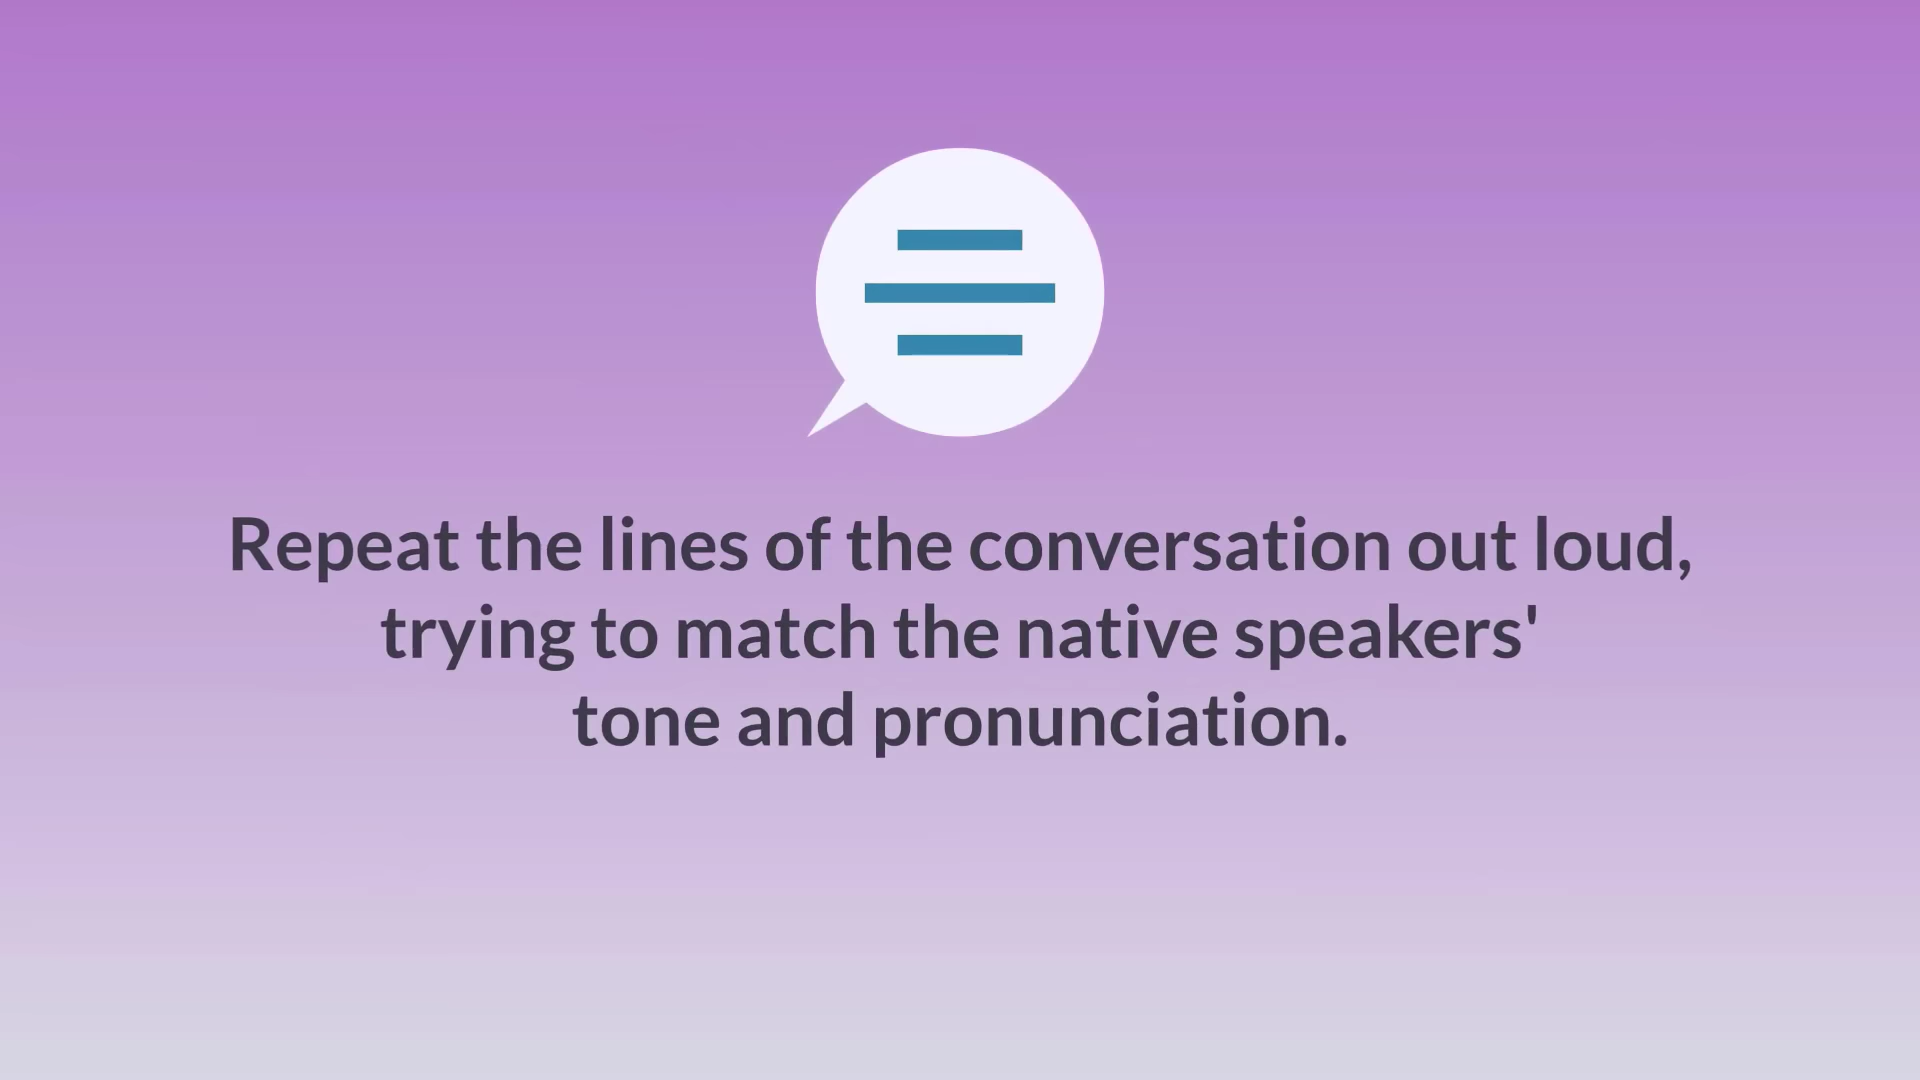 Repeat the lines of the conversation out loud,
trying to match the native speakers'
tone and pronunciation.